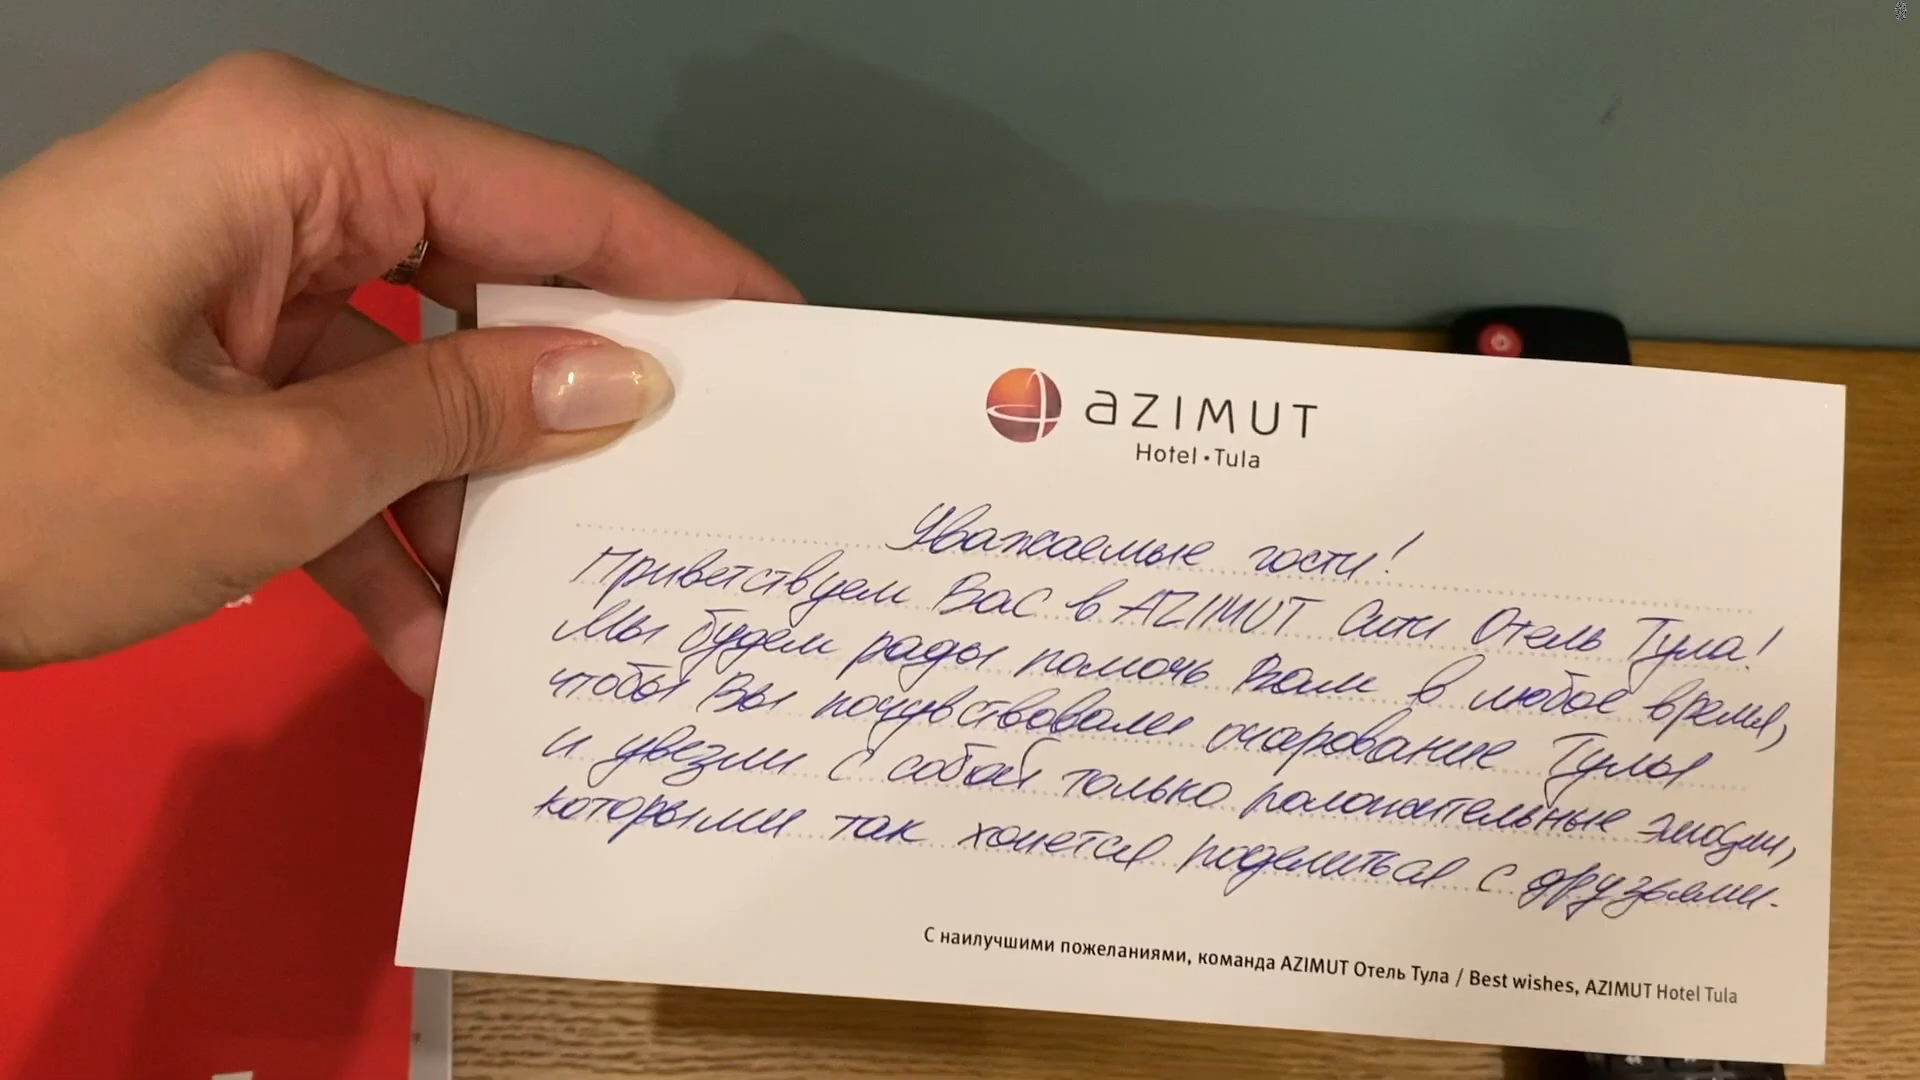 AZIMUT
Hotel • Tula
Уважаемые гости!
Приветствуем Вас в AZIMUT Сити Отель Тула!
Мы будем рады помочь Вам в любое время,
чтобы Вы почувствовали очарование Тулы
и увезли с собой только положительные эмоции,
которыми так хочется поделиться с друзьями.
С наилучшими пожеланиями, команда AZIMUT Отель Тула / Best wishes, AZIMUT Hotel Tula